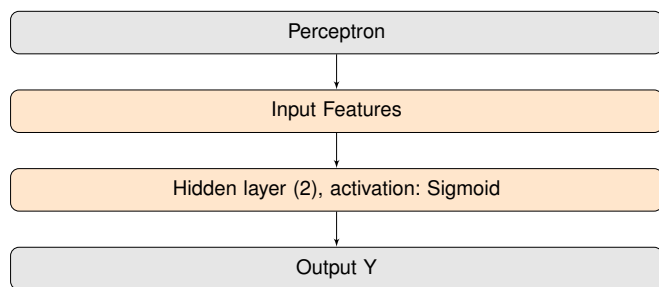 Perceptron
Input Features
Hidden layer (2), activation: Sigmoid
Output Y